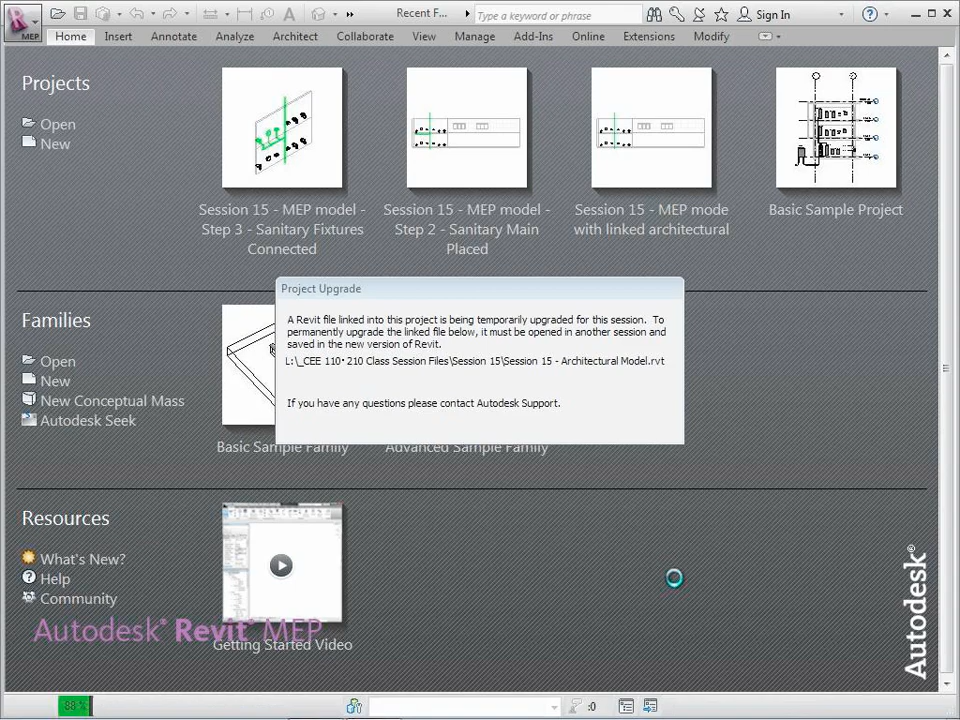 Recent F...
Type a keyword or phrase
Sign In
MEP
Home
Insert
Annotate
Analyze
Architect
Collaborate
View
Manage
Add-Ins
Online
Extensions
Modify
Projects
Open
New
Session 15 - MEP model -
Step 3 - Sanitary Fixtures
Connected
Session 15 - MEP model -
Step 2 - Sanitary Main
Placed
Session 15 - MEP mode
with linked architectural
Basic Sample Project
Project Upgrade
A Revit file linked into this project is being temporarily upgraded for this session. To
permanently upgrade the linked file below, it must be opened in another session and
saved in the new version of Revit.
L:\_CEE 110•210 Class Session Files\Session 15\Session 15 - Architectural Model.rvt
If you have any questions please contact Autodesk Support.
Families
Open
New
New Conceptual Mass
Autodesk Seek
Basic Sample Family
Advanced Sample Family
Resources
What's New?
Help
Community
Autodesk® Revit® MEP
Getting Started Video
Autodesk®
88 %
:0